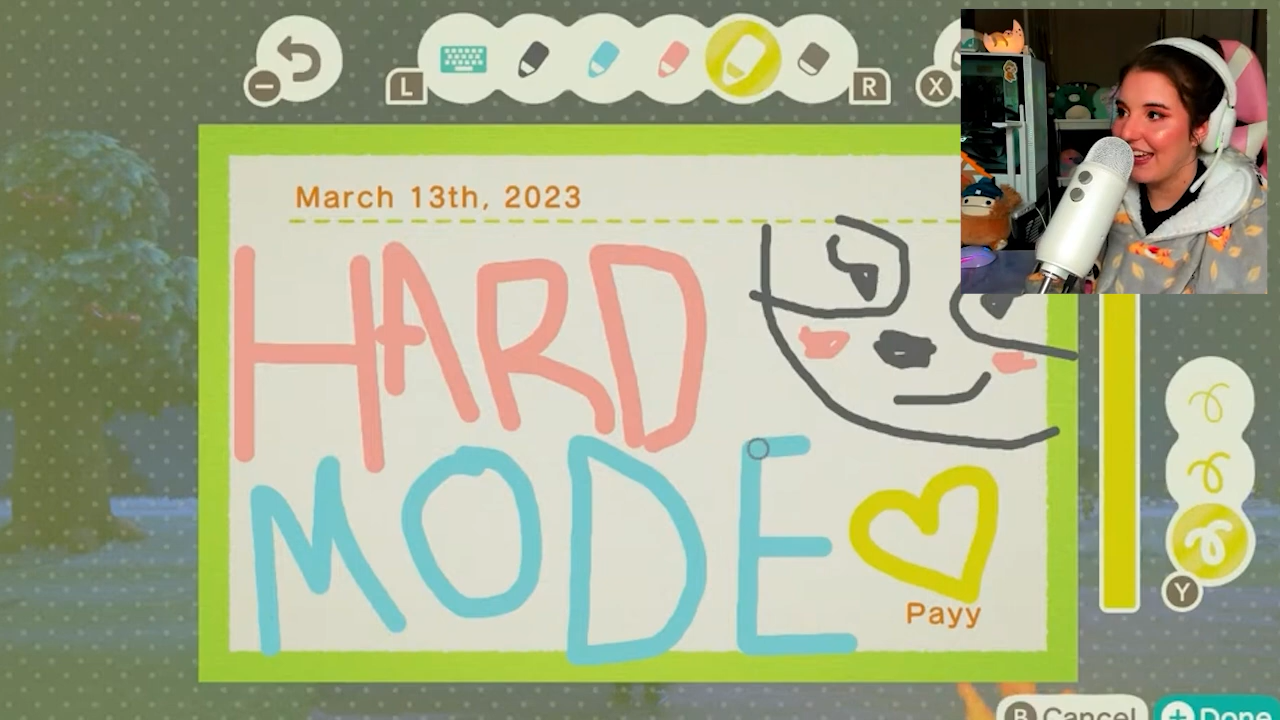 L
R
X
March 13th, 2023
HARD
MODE
Payy
Y
B Cancel
+ Done